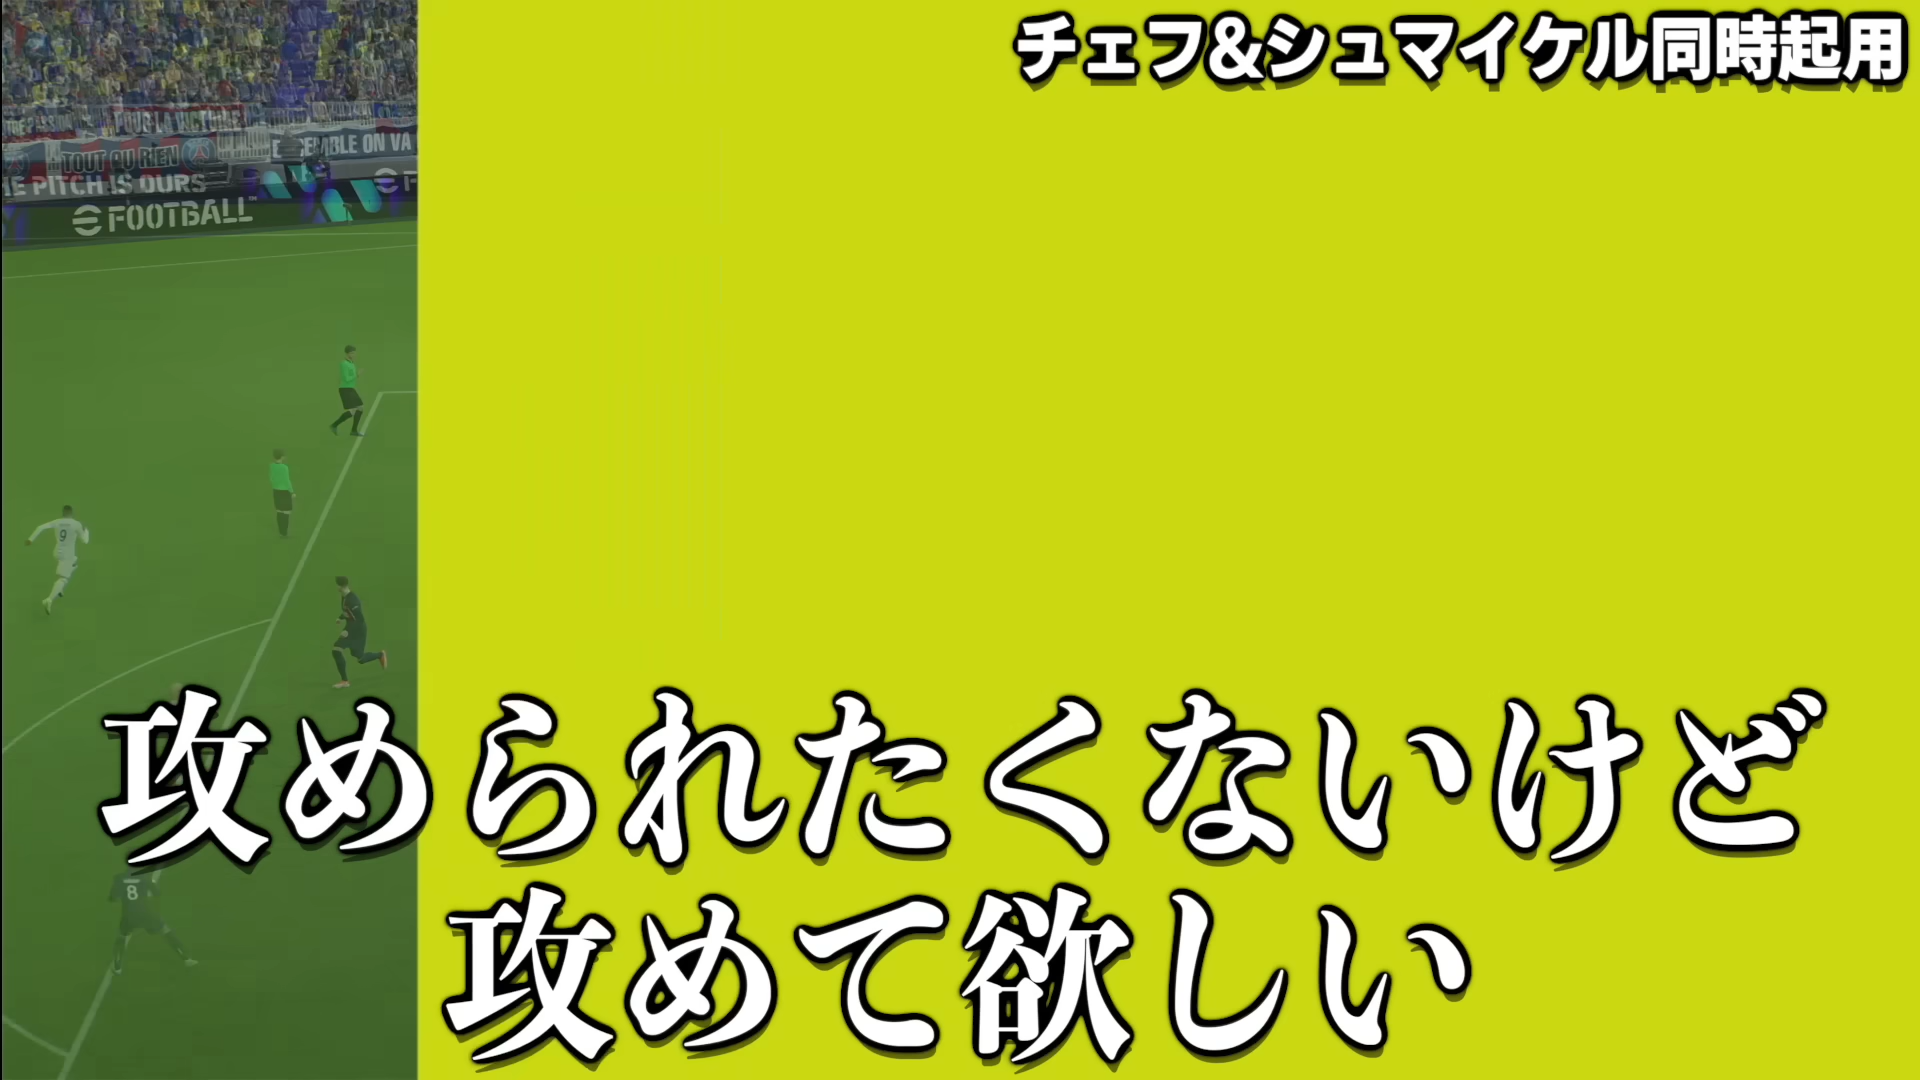 チェフ&シュマイケル同時起用
POUR LA VICTOIRE
TOUT OU RIEN
ENSEMBLE ON VA
PITCH IS OURS
FOOTBALL
9
8
攻められたくないけど
攻めて欲しい